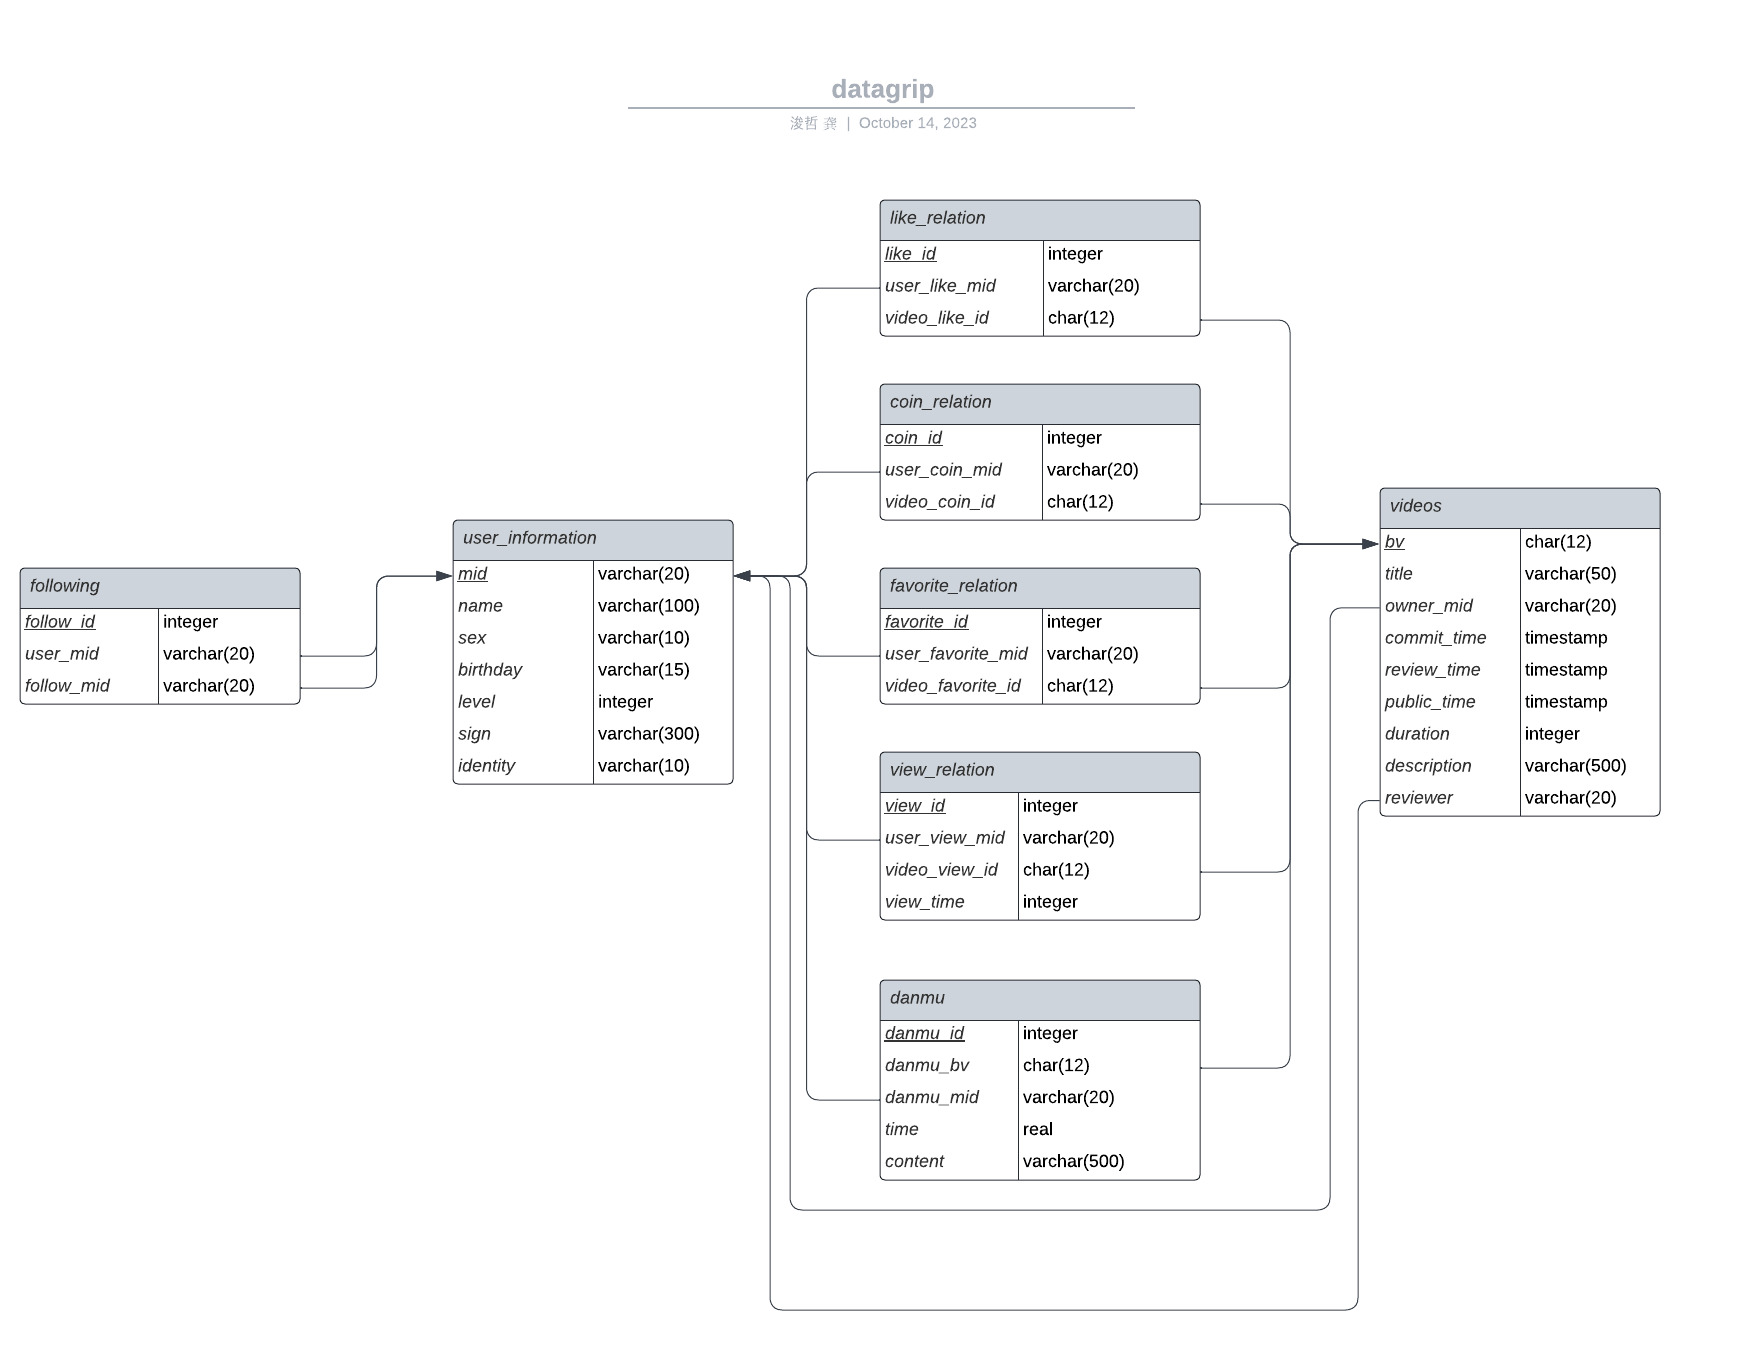 datagrip
浚哲 龚 | October 14, 2023
like_relation
like_id integer
user_like_mid varchar(20)
video_like_id char(12)
coin_relation
coin_id integer
user_coin_mid varchar(20)
video_coin_id char(12)
following
follow_id integer
user_mid varchar(20)
follow_mid varchar(20)
user_information
mid varchar(20)
name varchar(100)
sex varchar(10)
birthday varchar(15)
level integer
sign varchar(300)
identity varchar(10)
favorite_relation
favorite_id integer
user_favorite_mid varchar(20)
video_favorite_id char(12)
view_relation
view_id integer
user_view_mid varchar(20)
video_view_id char(12)
view_time integer
danmu
danmu_id integer
danmu_bv char(12)
danmu_mid varchar(20)
time real
content varchar(500)
videos
bv char(12)
title varchar(50)
owner_mid varchar(20)
commit_time timestamp
review_time timestamp
public_time timestamp
duration integer
description varchar(500)
reviewer varchar(20)